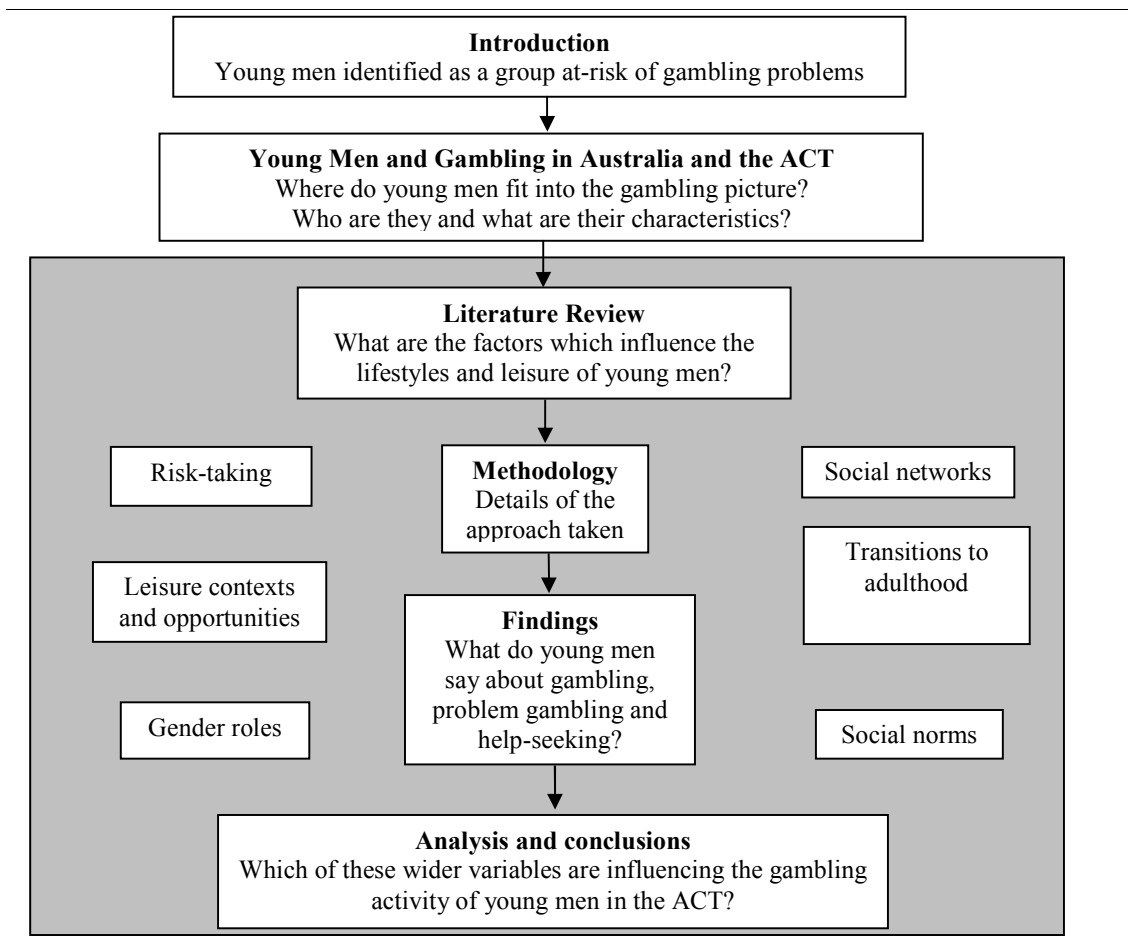 Introduction
Young men identified as a group at-risk of gambling problems
Young Men and Gambling in Australia and the ACT
Where do young men fit into the gambling picture?
Who are they and what are their characteristics?
Literature Review
What are the factors which influence the
lifestyles and leisure of young men?
Risk-taking
Methodology
Details of the
approach taken
Social networks
Leisure contexts
and opportunities
Transitions to
adulthood
Findings
What do young men
say about gambling,
problem gambling and
help-seeking?
Gender roles
Social norms
Analysis and conclusions
Which of these wider variables are influencing the gambling
activity of young men in the ACT?